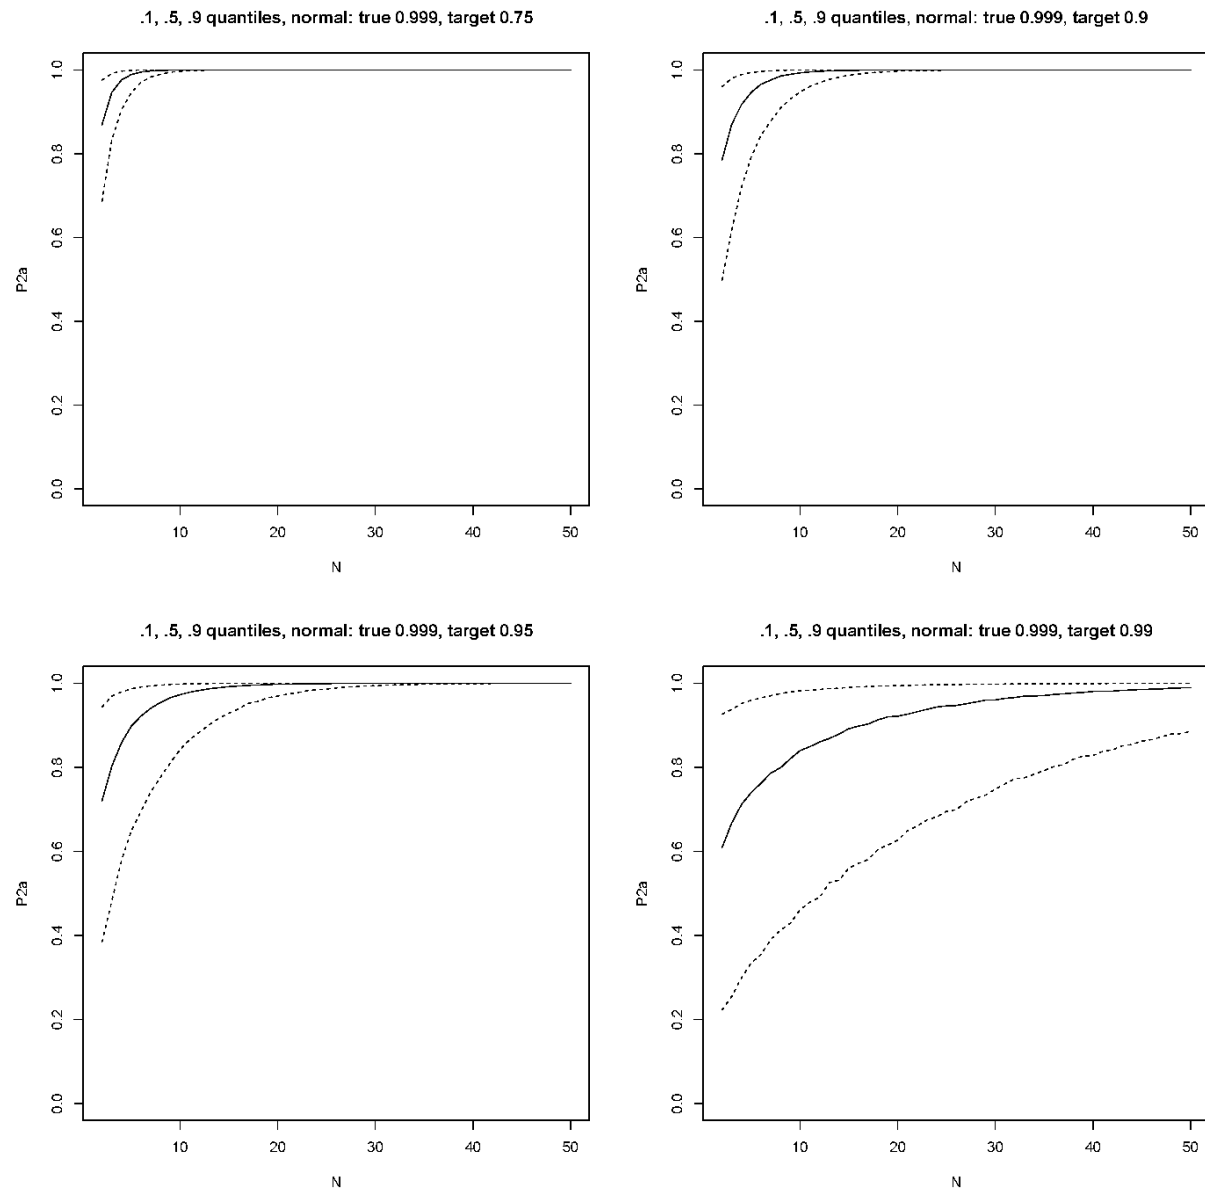 .1, .5, .9 quantiles, normal: true 0.999, target 0.75
P2a
0.0 0.2 0.4 0.6 0.8 1.0
10 20 30 40 50
N
.1, .5, .9 quantiles, normal: true 0.999, target 0.9
P2a
0.0 0.2 0.4 0.6 0.8 1.0
10 20 30 40 50
N
.1, .5, .9 quantiles, normal: true 0.999, target 0.95
P2a
0.0 0.2 0.4 0.6 0.8 1.0
10 20 30 40 50
N
.1, .5, .9 quantiles, normal: true 0.999, target 0.99
P2a
0.0 0.2 0.4 0.6 0.8 1.0
10 20 30 40 50
N